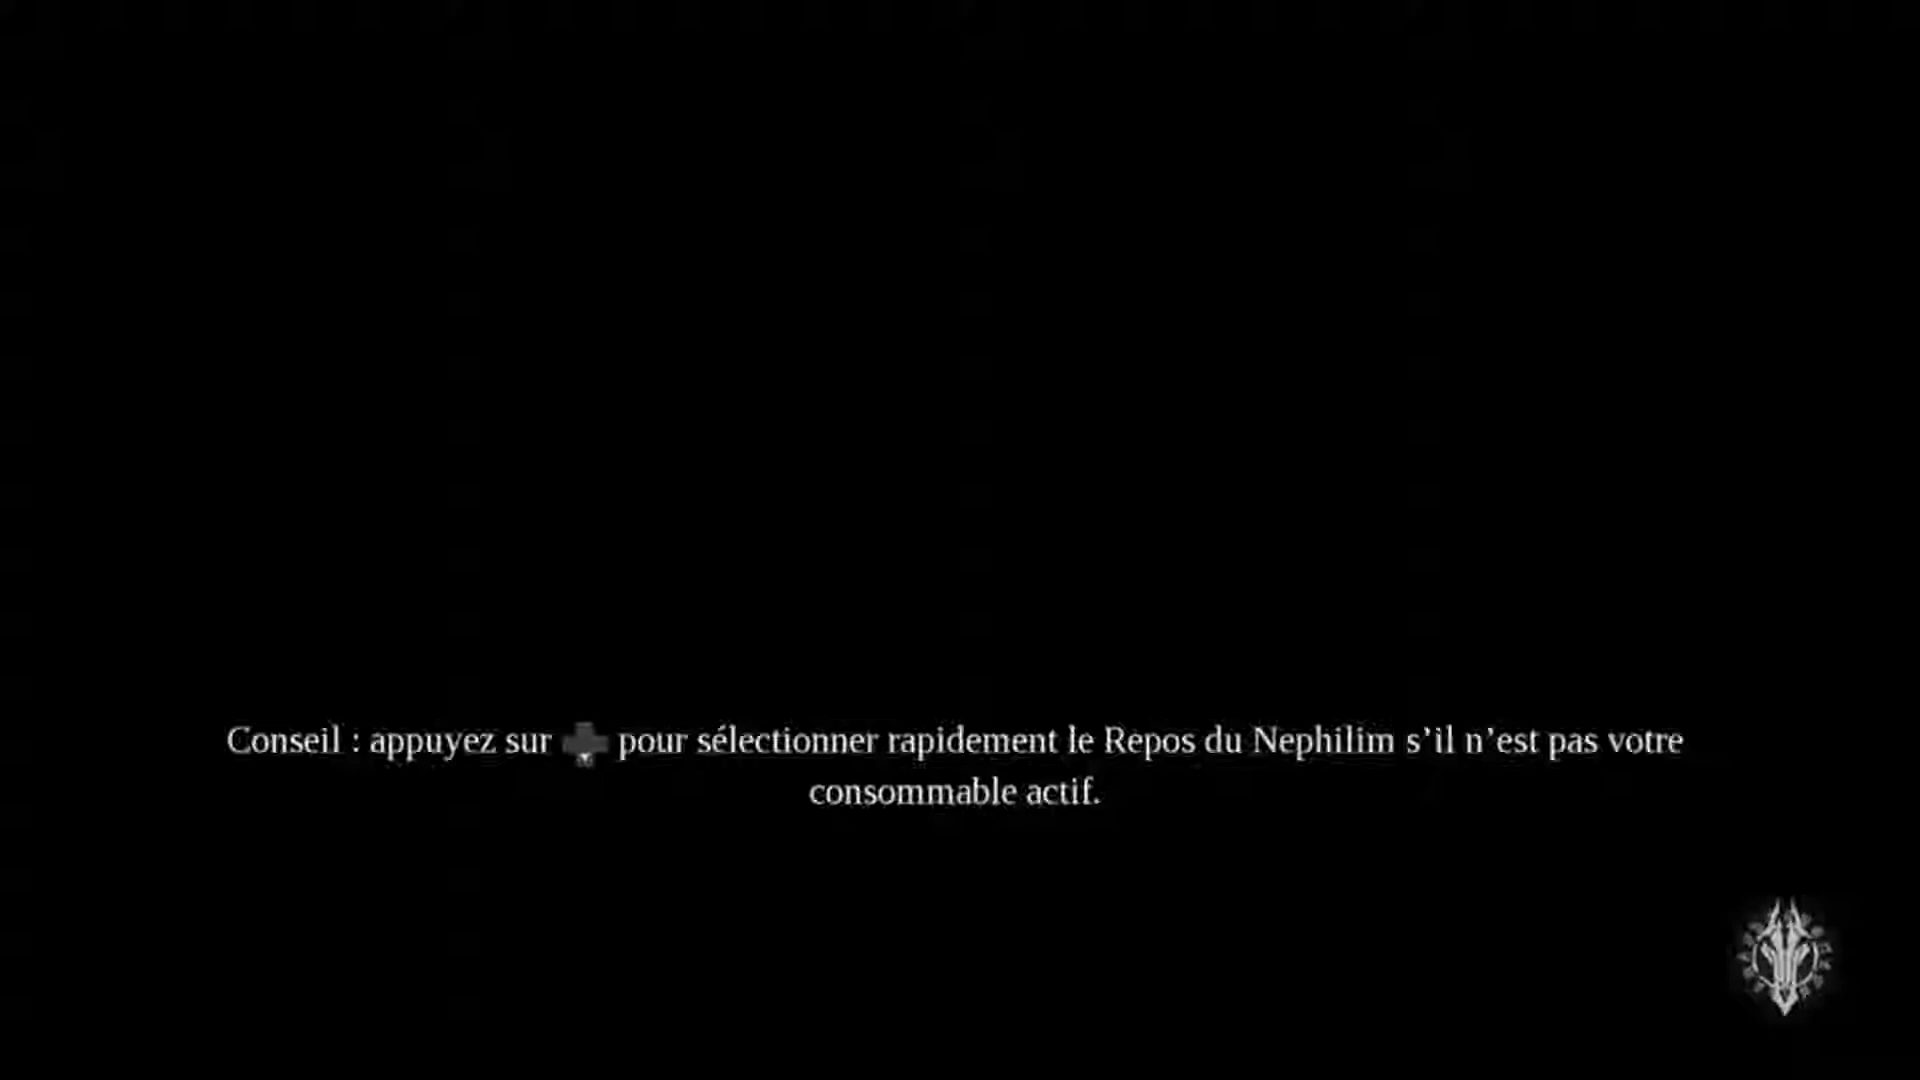 Conseil : appuyez sur pour sélectionner rapidement le Repos du Nephilim s’il n’est pas votre
consommable actif.